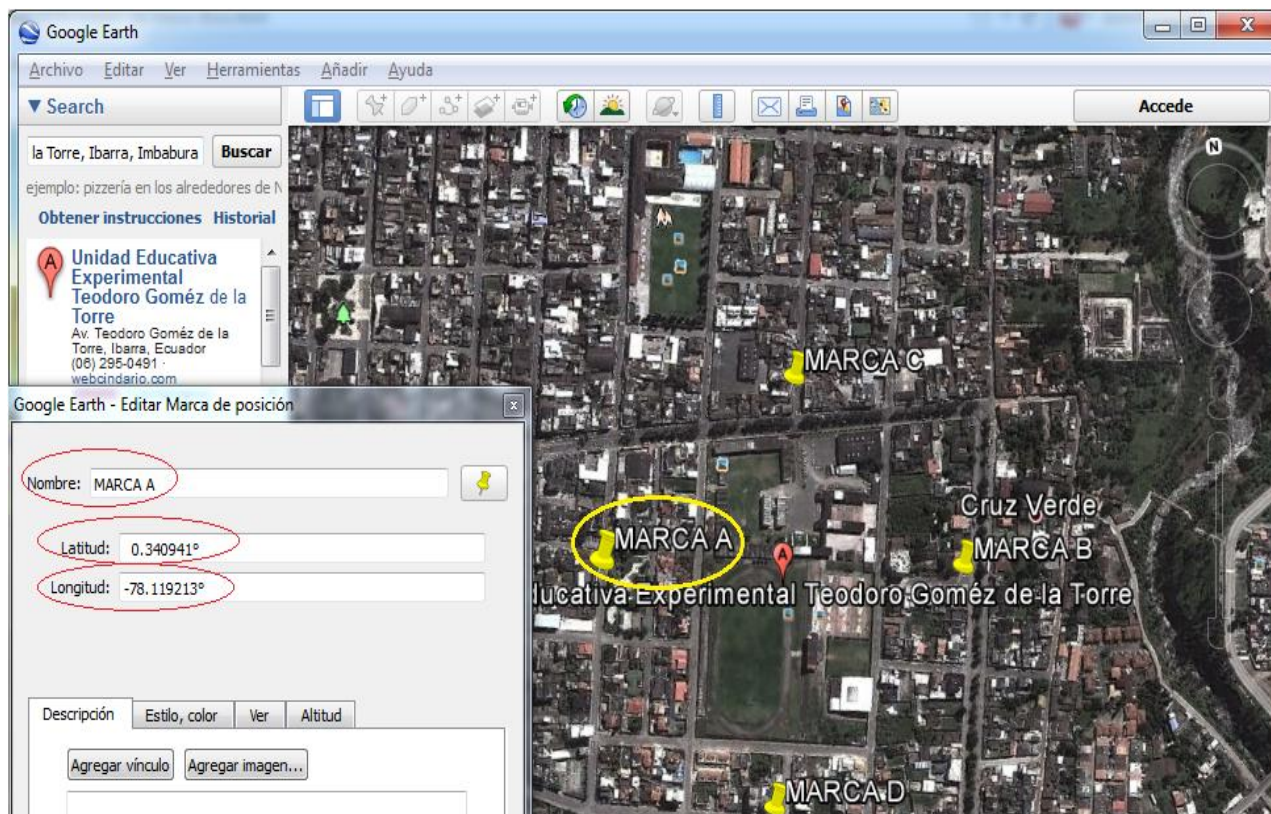 Google Earth
Archivo Editar Ver Herramientas Añadir Ayuda
▼ Search
Accede
la Torre, Ibarra, Imbabura Buscar
ejemplo: pizzería en los alrededores de N
Obtener instrucciones Historial
A
Unidad Educativa
Experimental
Teodoro Goméz de la
Torre
Av. Teodoro Goméz de la
Torre, Ibarra, Ecuador
(06) 295-0491 ·
webcindario.com
N
MARCA C
Google Earth - Editar Marca de posición
Nombre: MARCA A
Latitud: 0.340941°
Longitud: -78.119213°
Cruz Verde
MARCA A
MARCA B
A
ducativa Experimental Teodoro Goméz de la Torre
Descripción Estilo, color Ver Altitud
Agregar vínculo Agregar imagen...
MARCA D